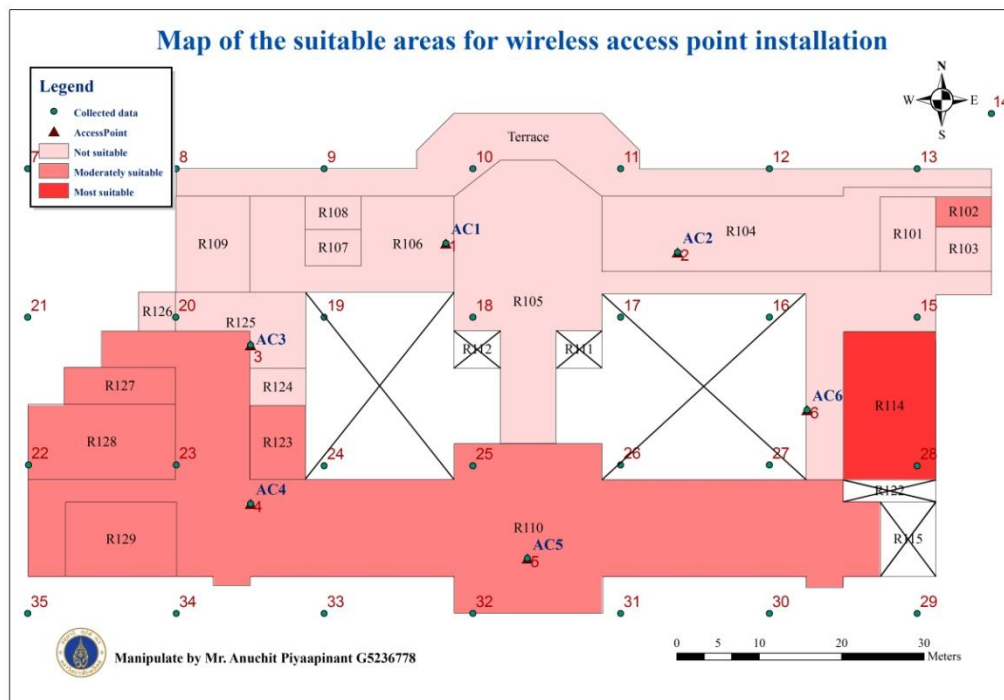 Map of the suitable areas for wireless access point installation
Legend
Collected data
AccessPoint
Not suitable
Moderately suitable
Most suitable
N
W E
S
14
Terrace
7 8 9 10 11 12 13
R108 R102
R109 R107 R106 AC1 1 AC2 2 R104 R101 R103
R105
21 R126 20 R125 19 18 17 16 15
AC3 3 R112 R111
R127 R124 AC6 6 R114
R128 R123
22 23 24 25 26 27 28
AC4 4 R122
R129 R110 R115
AC5 5
35 34 33 32 31 30 29
Manipulate by Mr. Anuchit Piyaapinant G5236778
0 5 10 20 30
Meters